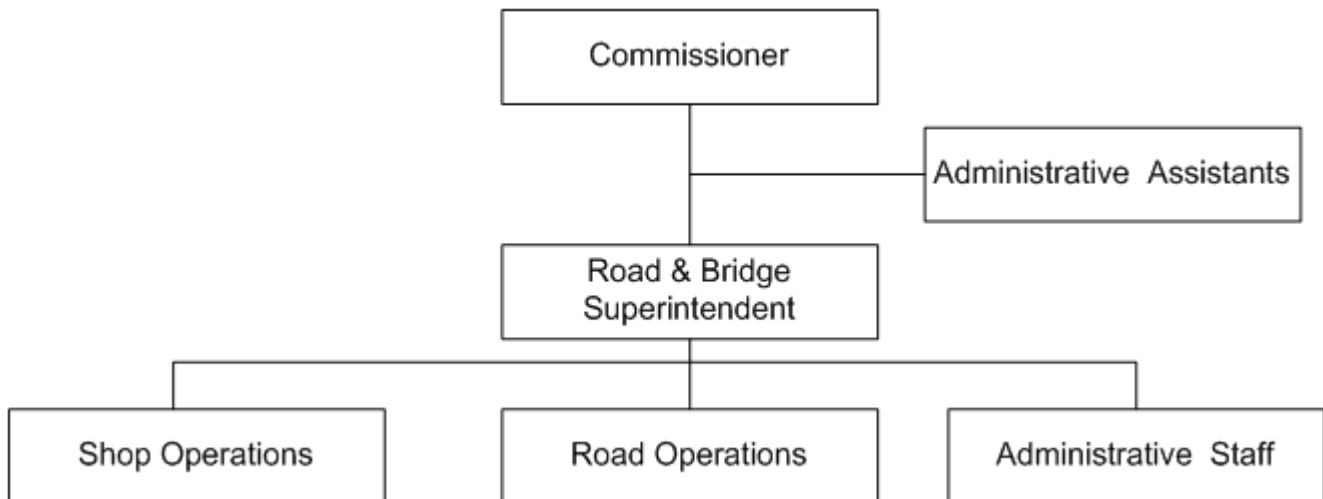 Commissioner
Administrative Assistants
Road & Bridge
Superintendent
Shop Operations
Road Operations
Administrative Staff